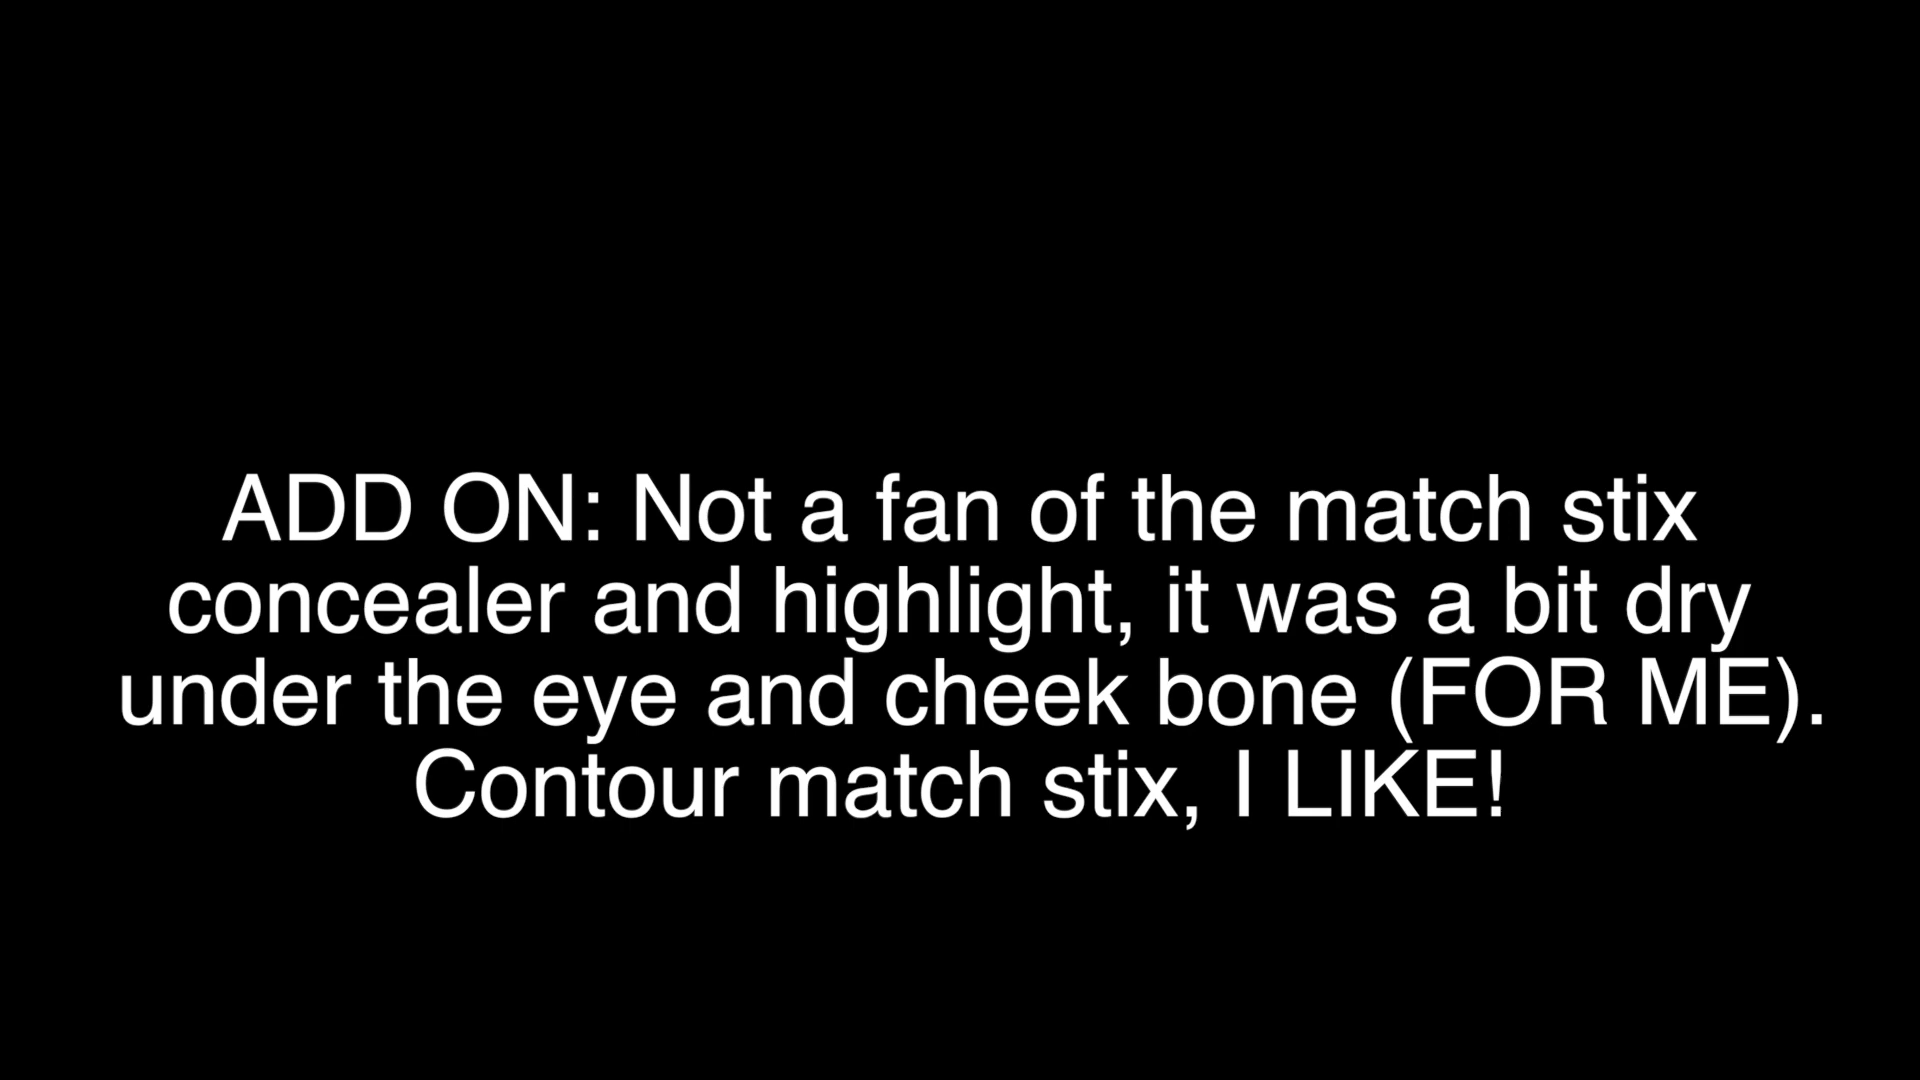 ADD ON: Not a fan of the match stix
concealer and highlight, it was a bit dry
under the eye and cheek bone (FOR ME).
Contour match stix, I LIKE!